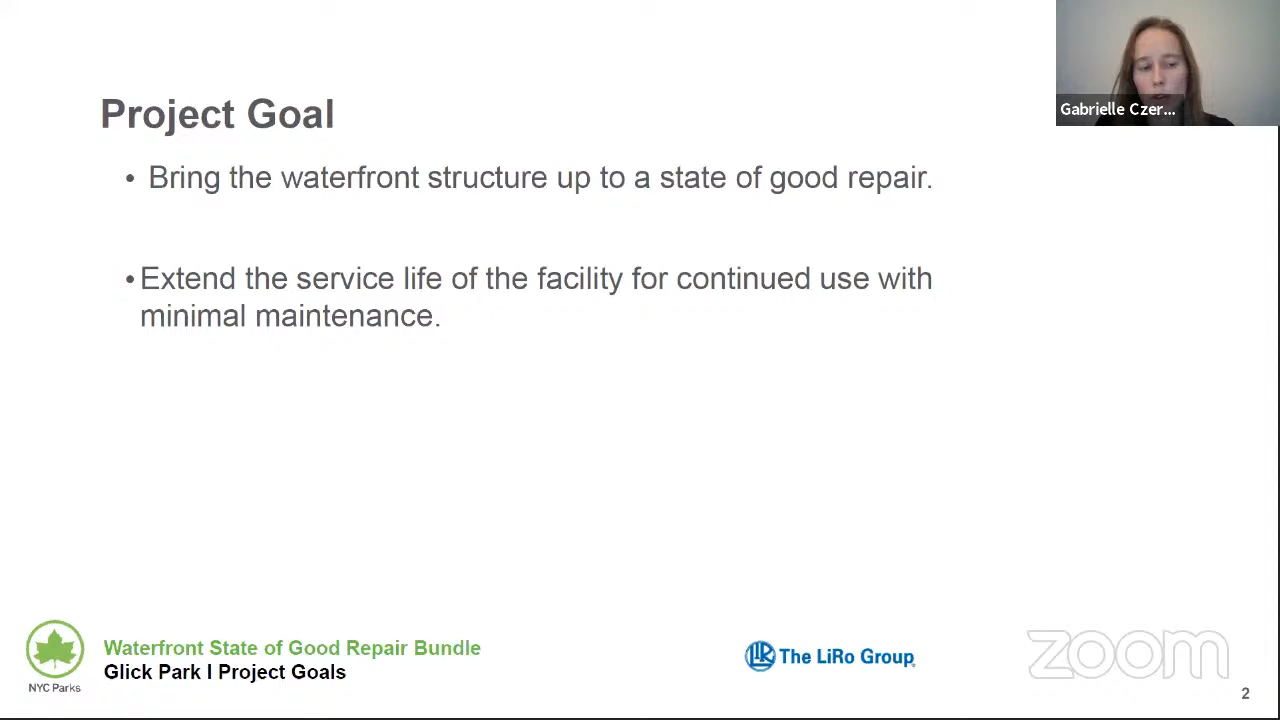 Gabrielle Czer...
Project Goal
• Bring the waterfront structure up to a state of good repair.
• Extend the service life of the facility for continued use with
minimal maintenance.
NYC Parks
Waterfront State of Good Repair Bundle
Glick Park I Project Goals
LiRo The LiRo Group
zoom
2